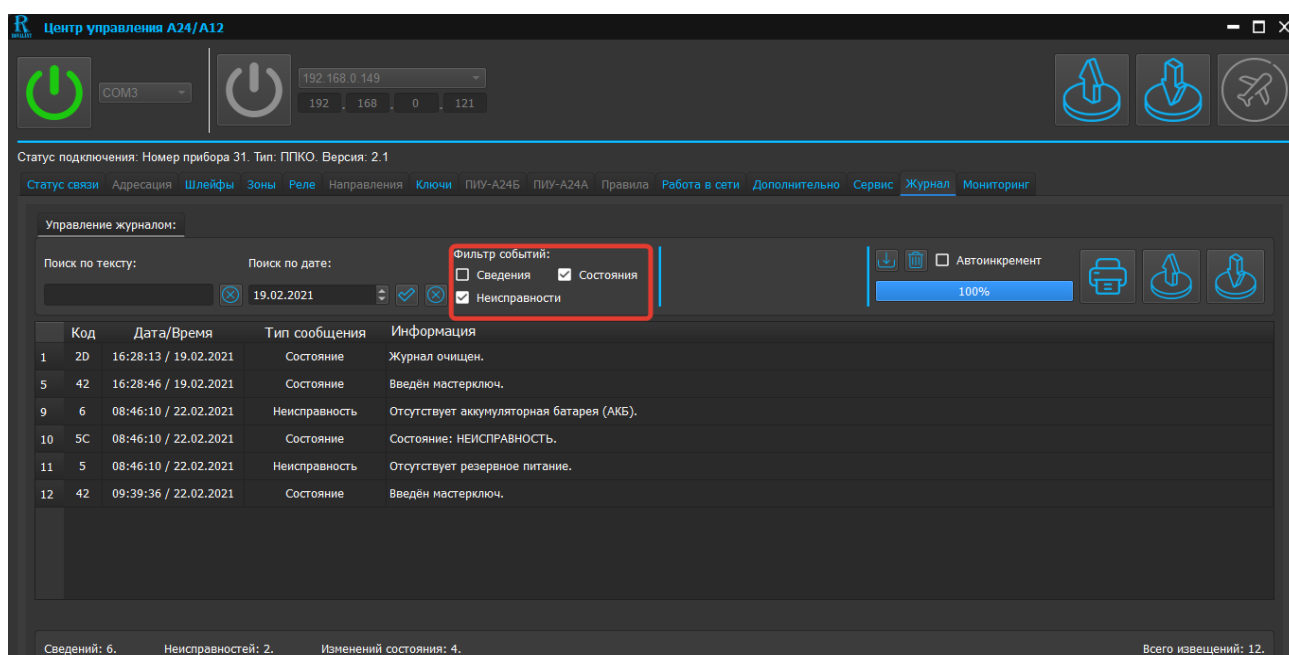 Центр управления А24/А12
COM3
192.168.0.149
192 . 168 . 0 . 121
Статус подключения: Номер прибора 31. Тип: ППКО. Версия: 2.1
Статус связи Адресация Шлейфы Зоны Реле Направления Ключи ПИУ-А24Б ПИУ-А24А Правила Работа в сети Дополнительно Сервис Журнал Мониторинг
Управление журналом:
Поиск по тексту: Поиск по дате: Фильтр событий:
Сведения Состояния Автоинкремент
19.02.2021 Неисправности 100%
Код Дата/Время Тип сообщения Информация
1 2D 16:28:13 / 19.02.2021 Состояние Журнал очищен.
5 42 16:28:46 / 19.02.2021 Состояние Введён мастерключ.
9 6 08:46:10 / 22.02.2021 Неисправность Отсутствует аккумуляторная батарея (АКБ).
10 5C 08:46:10 / 22.02.2021 Состояние Состояние: НЕИСПРАВНОСТЬ.
11 5 08:46:10 / 22.02.2021 Неисправность Отсутствует резервное питание.
12 42 09:39:36 / 22.02.2021 Состояние Введён мастерключ.
Сведений: 6. Неисправностей: 2. Изменений состояния: 4. Всего извещений: 12.